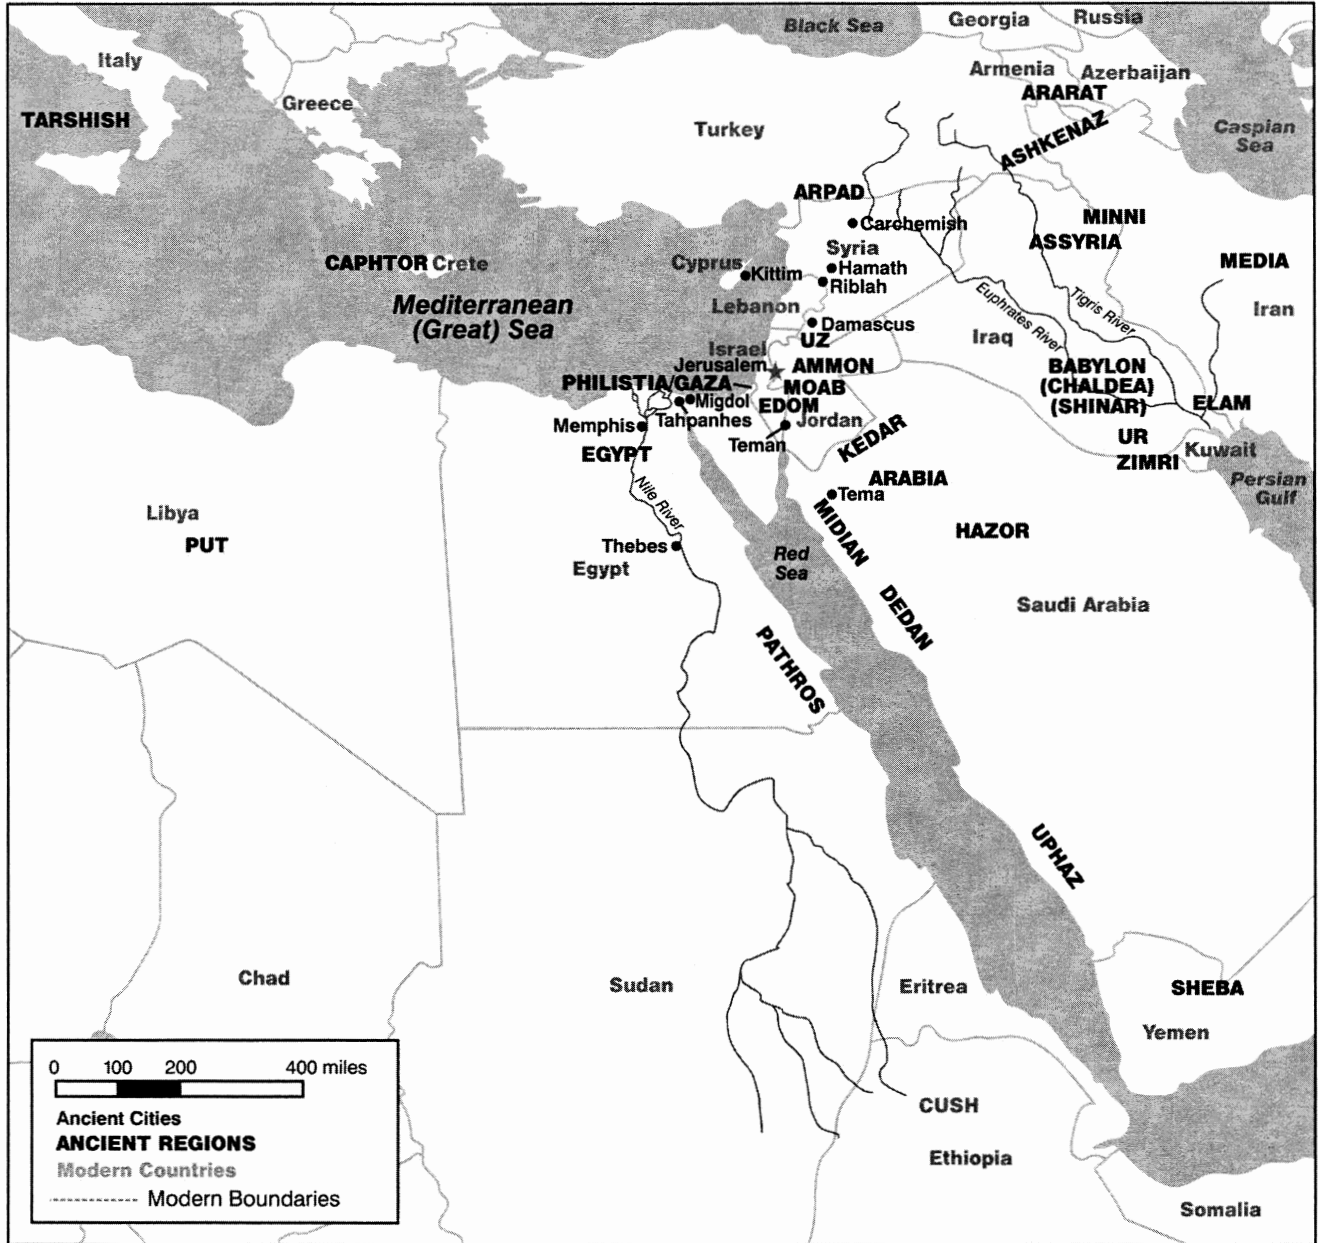 Black Sea
Georgia
Russia
Italy
Armenia
Azerbaijan
ARARAT
Greece
TARSHISH
Turkey
ASHKENAZ
Caspian
Sea
ARPAD
Carchemish
MINNI
ASSYRIA
Syria
CAPHTOR Crete
Cyprus
Kittim
Hamath
Riblah
MEDIA
Mediterranean
(Great) Sea
Lebanon
Euphrates River
Tigris River
Iran
Damascus
UZ
Iraq
Israel
Jerusalem
AMMON
BABYLON
(CHALDEA)
(SHINAR)
PHILISTIA/GAZA
MOAB
Migdol
EDOM
ELAM
Memphis
Tahpanhes
Jordan
Teman
KEDAR
UR
ZIMRI
Kuwait
EGYPT
ARABIA
Persian
Gulf
Nile River
Tema
Libya
PUT
MIDIAN
HAZOR
Thebes
Egypt
Red
Sea
DEDAN
Saudi Arabia
PATHROS
UPHAZ
Chad
Sudan
Eritrea
SHEBA
Yemen
CUSH
Ethiopia
Somalia
0 100 200 400 miles
Ancient Cities
ANCIENT REGIONS
Modern Countries
Modern Boundaries